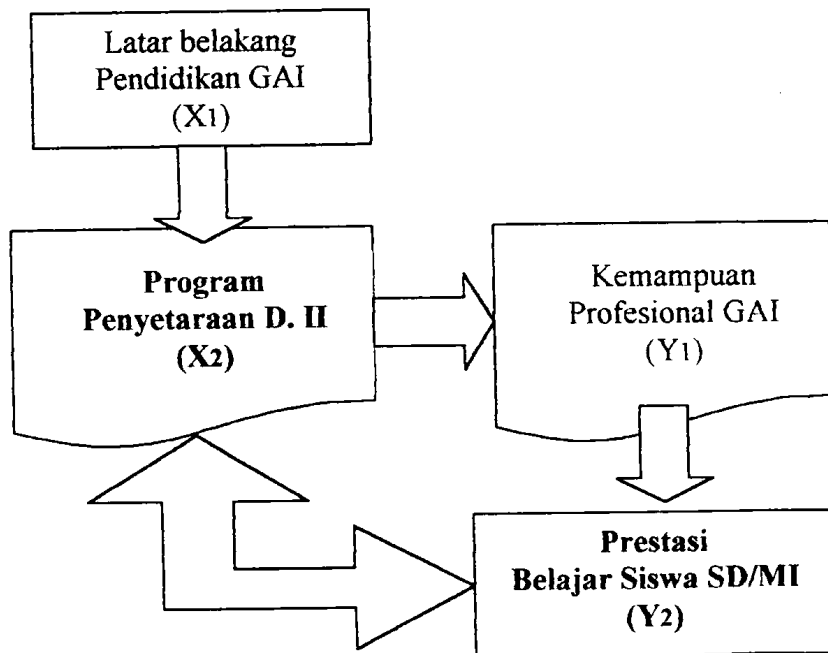 Latar belakang
Pendidikan GAI
(X1)
Program
Penyetaraan D. II
(X2)
Kemampuan
Profesional GAI
(Y1)
Prestasi
Belajar Siswa SD/MI
(Y2)